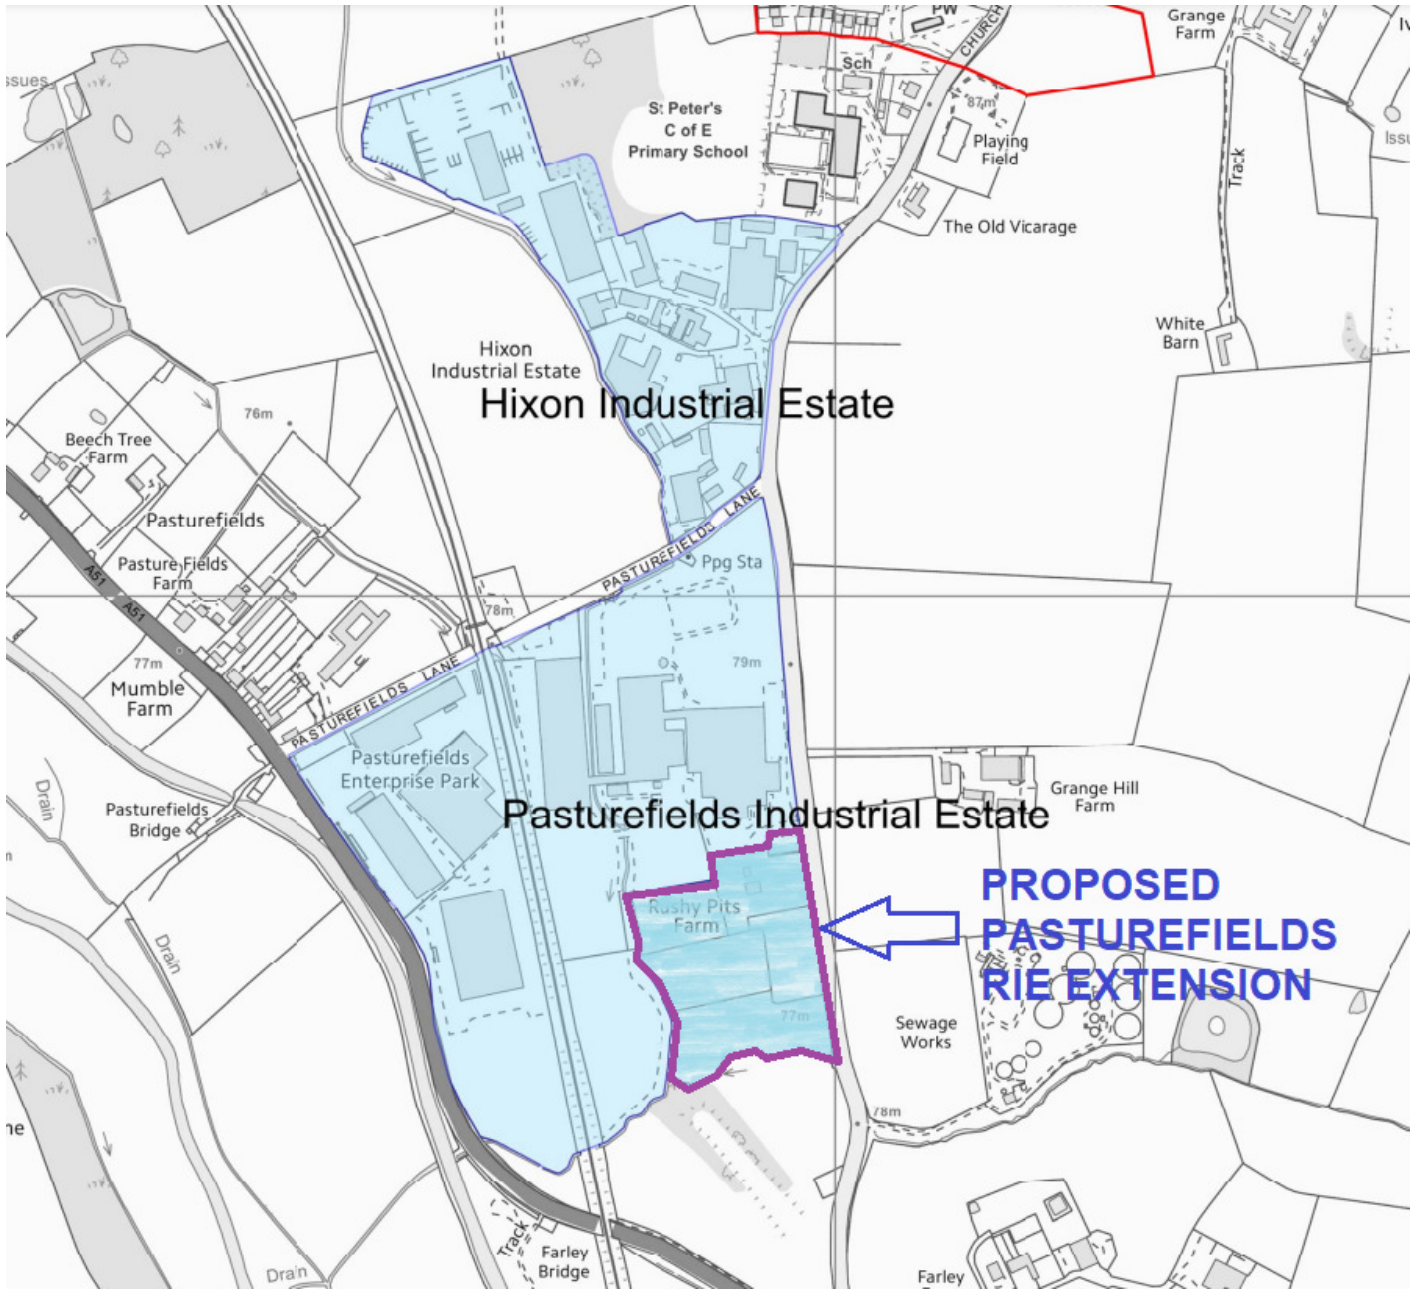 PW
CHURCH
Grange
Farm
ssues
Sch
St Peter's
C of E
Primary School
87m
Playing
Field
Track
The Old Vicarage
White
Barn
Hixon
Industrial Estate
Hixon Industrial Estate
76m
Beech Tree
Farm
Pasturefields
PASTUREFIELDS LANE
Ppg Sta
Pasture Fields
Farm
A51
A51
78m
77m
79m
Mumble
Farm
PASTUREFIELDS LANE
Pasturefields
Enterprise Park
Drain
Pasturefields
Bridge
Grange Hill
Farm
Pasturefields Industrial Estate
PROPOSED
PASTUREFIELDS
RIE EXTENSION
Rushy Pits
Farm
Drain
77m
Sewage
Works
78m
ne
Track
Farley
Bridge
Drain
Farley